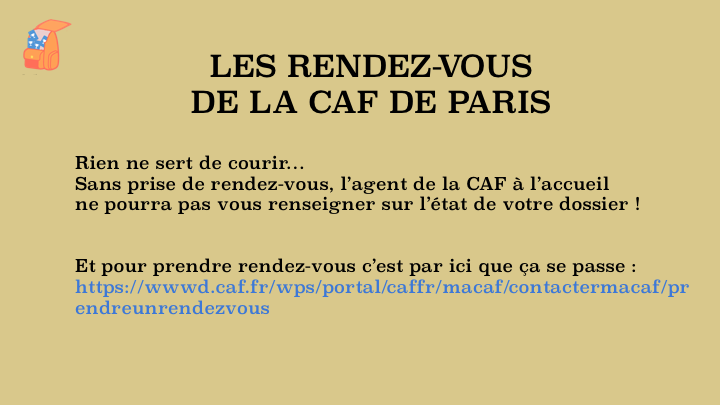 LES RENDEZ-VOUS
DE LA CAF DE PARIS
Rien ne sert de courir…
Sans prise de rendez-vous, l’agent de la CAF à l’accueil
ne pourra pas vous renseigner sur l’état de votre dossier !
Et pour prendre rendez-vous c’est par ici que ça se passe :
https://wwwd.caf.fr/wps/portal/caffr/macaf/contactermacaf/pr
endreunrendezvous